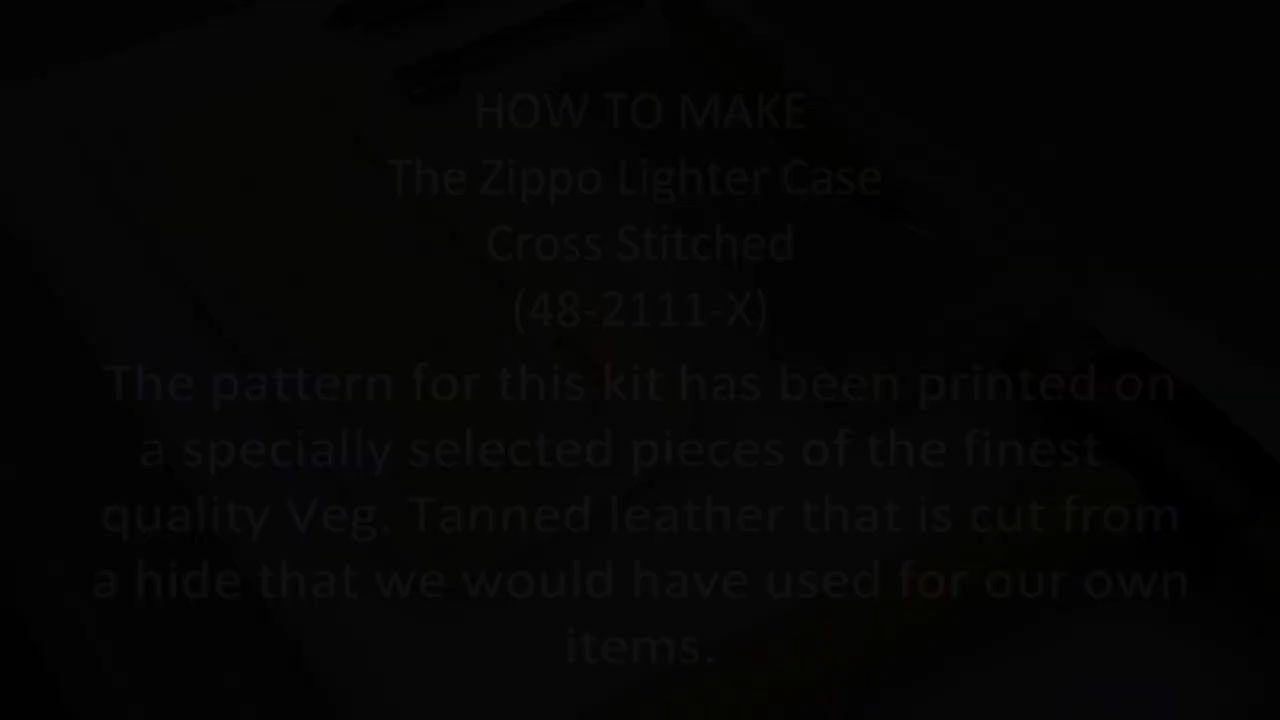 HOW TO MAKE
The Zippo Lighter Case
Cross Stitched
(48-2111-X)
The pattern for this kit has been printed on
a specially selected pieces of the finest
quality Veg. Tanned leather that is cut from
a hide that we would have used for our own
items.